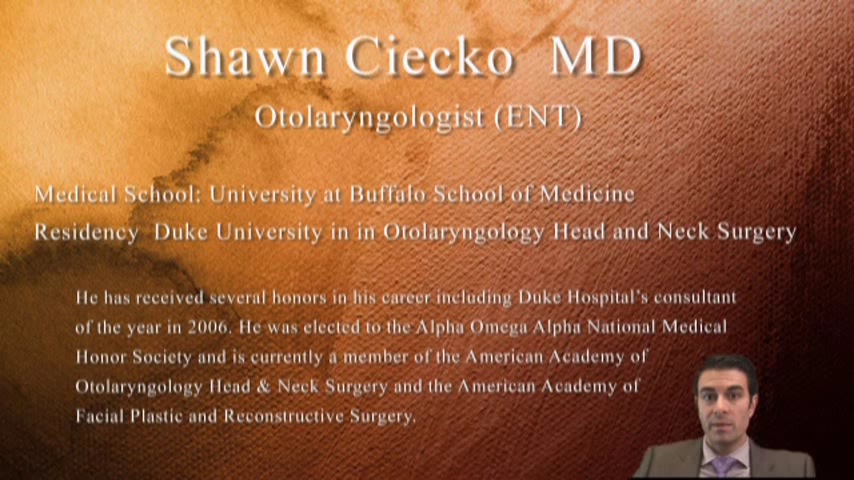 Shawn Ciecko MD
Otolaryngologist (ENT)
Medical School: University at Buffalo School of Medicine
Residency Duke University in in Otolaryngology Head and Neck Surgery
He has received several honors in his career including Duke Hospital's consultant
of the year in 2006. He was elected to the Alpha Omega Alpha National Medical
Honor Society and is currently a member of the American Academy of
Otolaryngology Head & Neck Surgery and the American Academy of
Facial Plastic and Reconstructive Surgery.